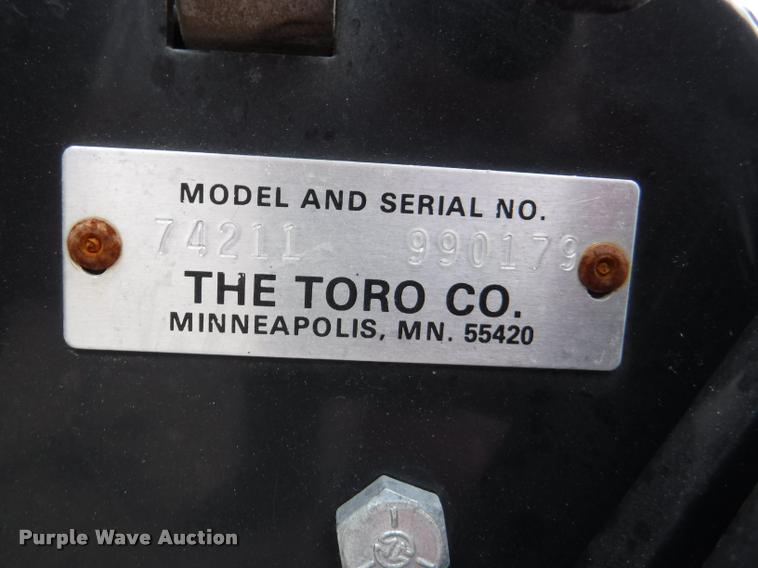 MODEL AND SERIAL NO.
74211 990179
THE TORO CO.
MINNEAPOLIS, MN. 55420
Purple Wave Auction